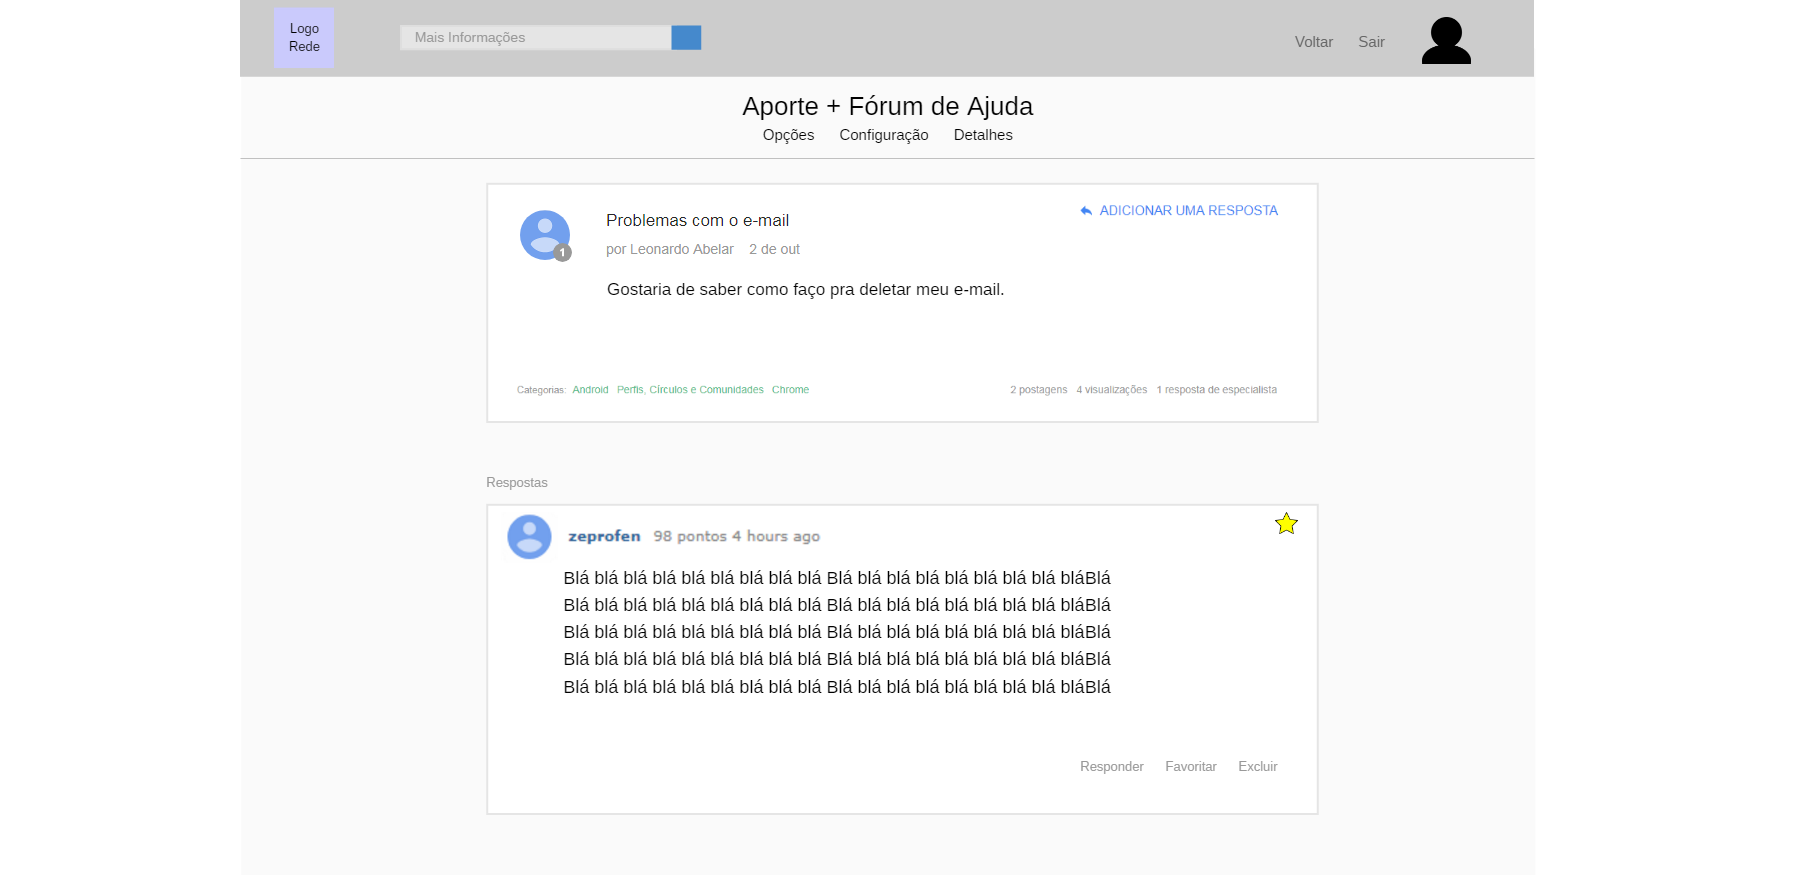 Logo
Rede
Mais Informações
Voltar Sair
Aporte + Fórum de Ajuda
Opções Configuração Detalhes
ADICIONAR UMA RESPOSTA
Problemas com o e-mail
1
por Leonardo Abelar 2 de out
Gostaria de saber como faço pra deletar meu e-mail.
Categorias: Android Perfis, Círculos e Comunidades Chrome
2 postagens 4 visualizações 1 resposta de especialista
Respostas
zeprofen 98 pontos 4 hours ago
Blá blá blá blá blá blá blá blá blá Blá blá blá blá blá blá blá blá bláBlá
Blá blá blá blá blá blá blá blá blá Blá blá blá blá blá blá blá blá bláBlá
Blá blá blá blá blá blá blá blá blá Blá blá blá blá blá blá blá blá bláBlá
Blá blá blá blá blá blá blá blá blá Blá blá blá blá blá blá blá blá bláBlá
Blá blá blá blá blá blá blá blá blá Blá blá blá blá blá blá blá blá bláBlá
Responder Favoritar Excluir